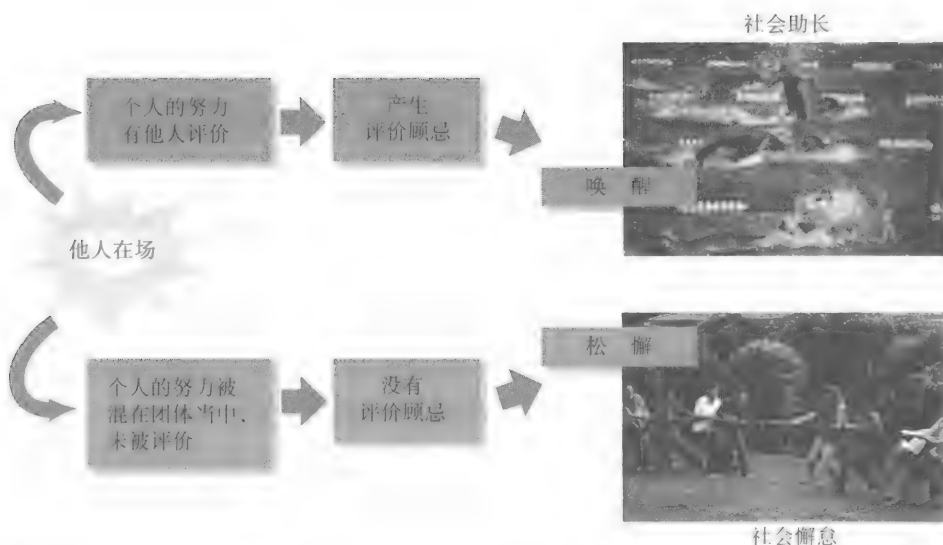 社会助长
个人的努力
有他人评价
产生
评价顾忌
唤 醒
他人在场
个人的努力被
混在团体当中、
未被评价
没有
评价顾忌
松 懈
社会懈怠